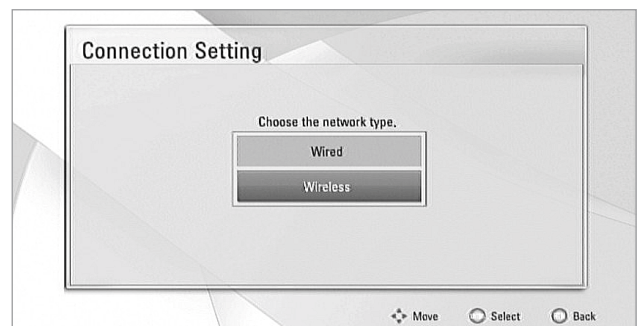 Connection Setting
Choose the network type.
Wired
Wireless
Move Select Back